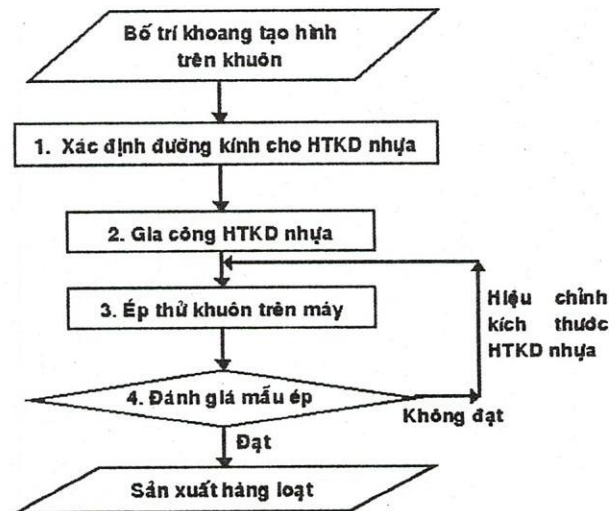 Bố trí khoang tạo hình
trên khuôn
1. Xác định đường kính cho HTKD nhựa
2. Gia công HTKD nhựa
3. Ép thử khuôn trên máy
Hiệu chỉnh
kích thước
HTKD nhựa
4. Đánh giá mẫu ép
Không đạt
Đạt
Sản xuất hàng loạt